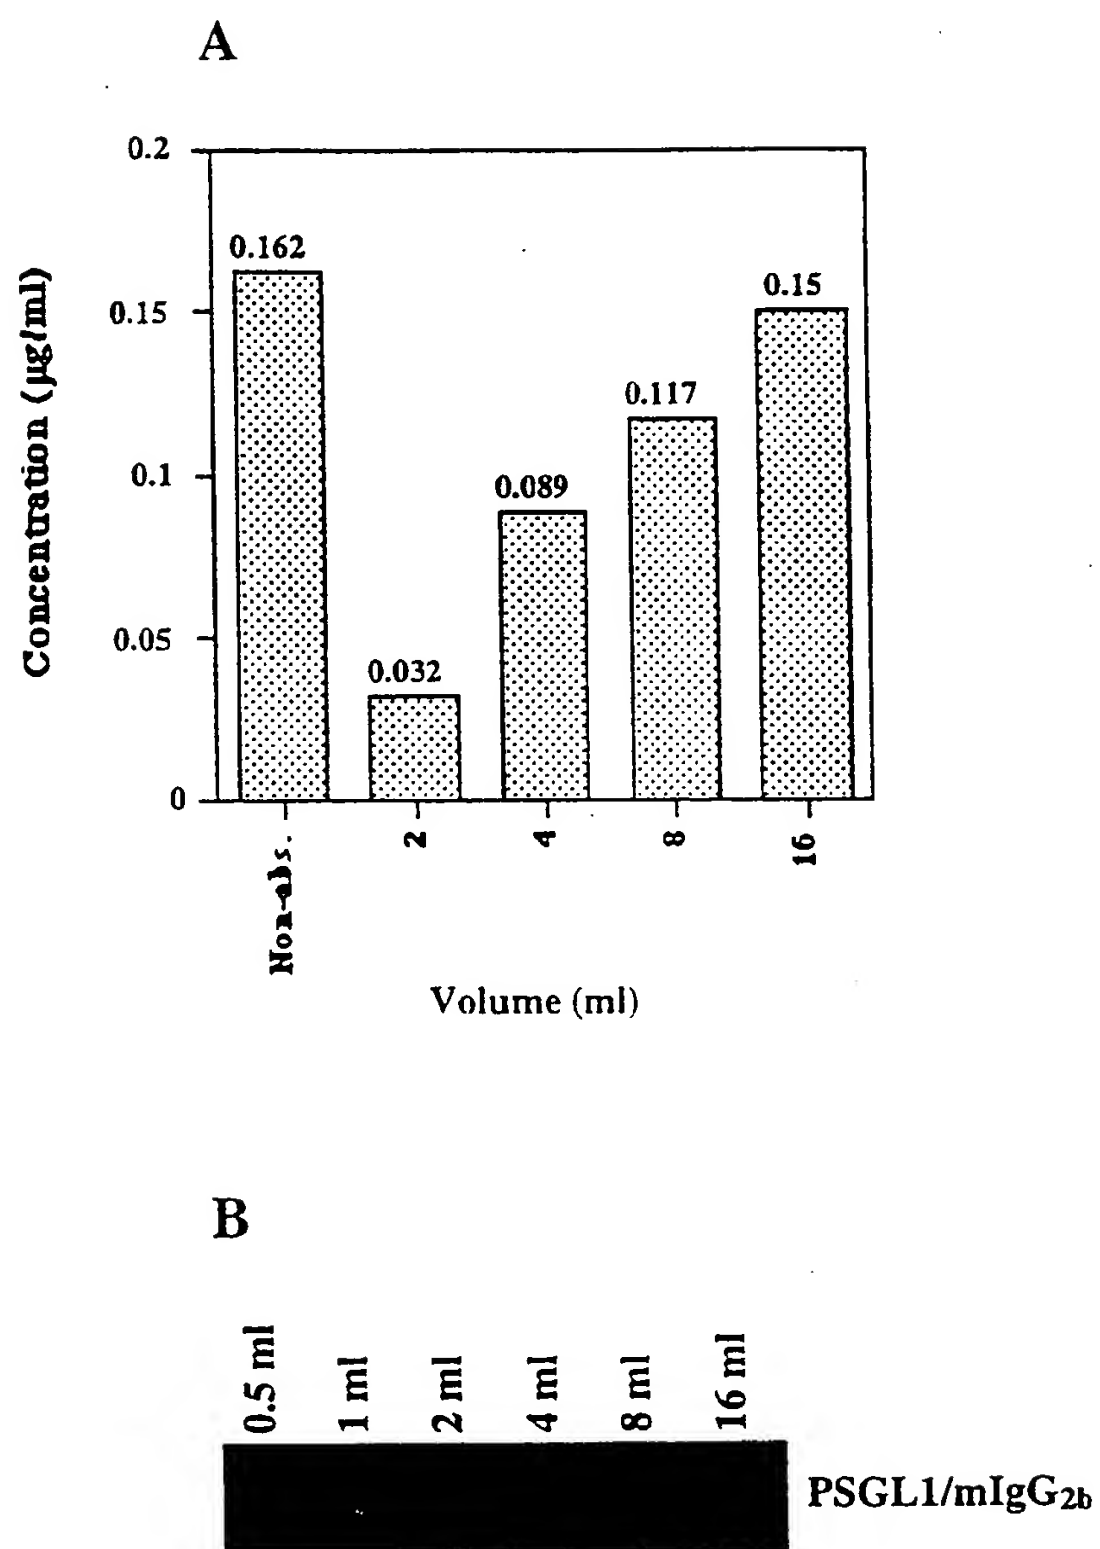 A
0.2
0.15
0.1
0.05
0
Concentration (µg/ml)
0.162
0.032
0.089
0.117
0.15
Non-abs.
2
4
8
16
Volume (ml)
B
0.5 ml
1 ml
2 ml
4 ml
8 ml
16 ml
PSGL1/mIgG2b